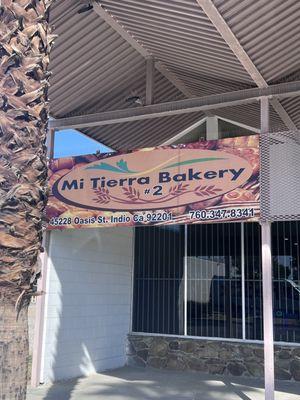 Mi Tierra Bakery
#2
45228 Oasis St. Indio Ca 92201 760-347-8341